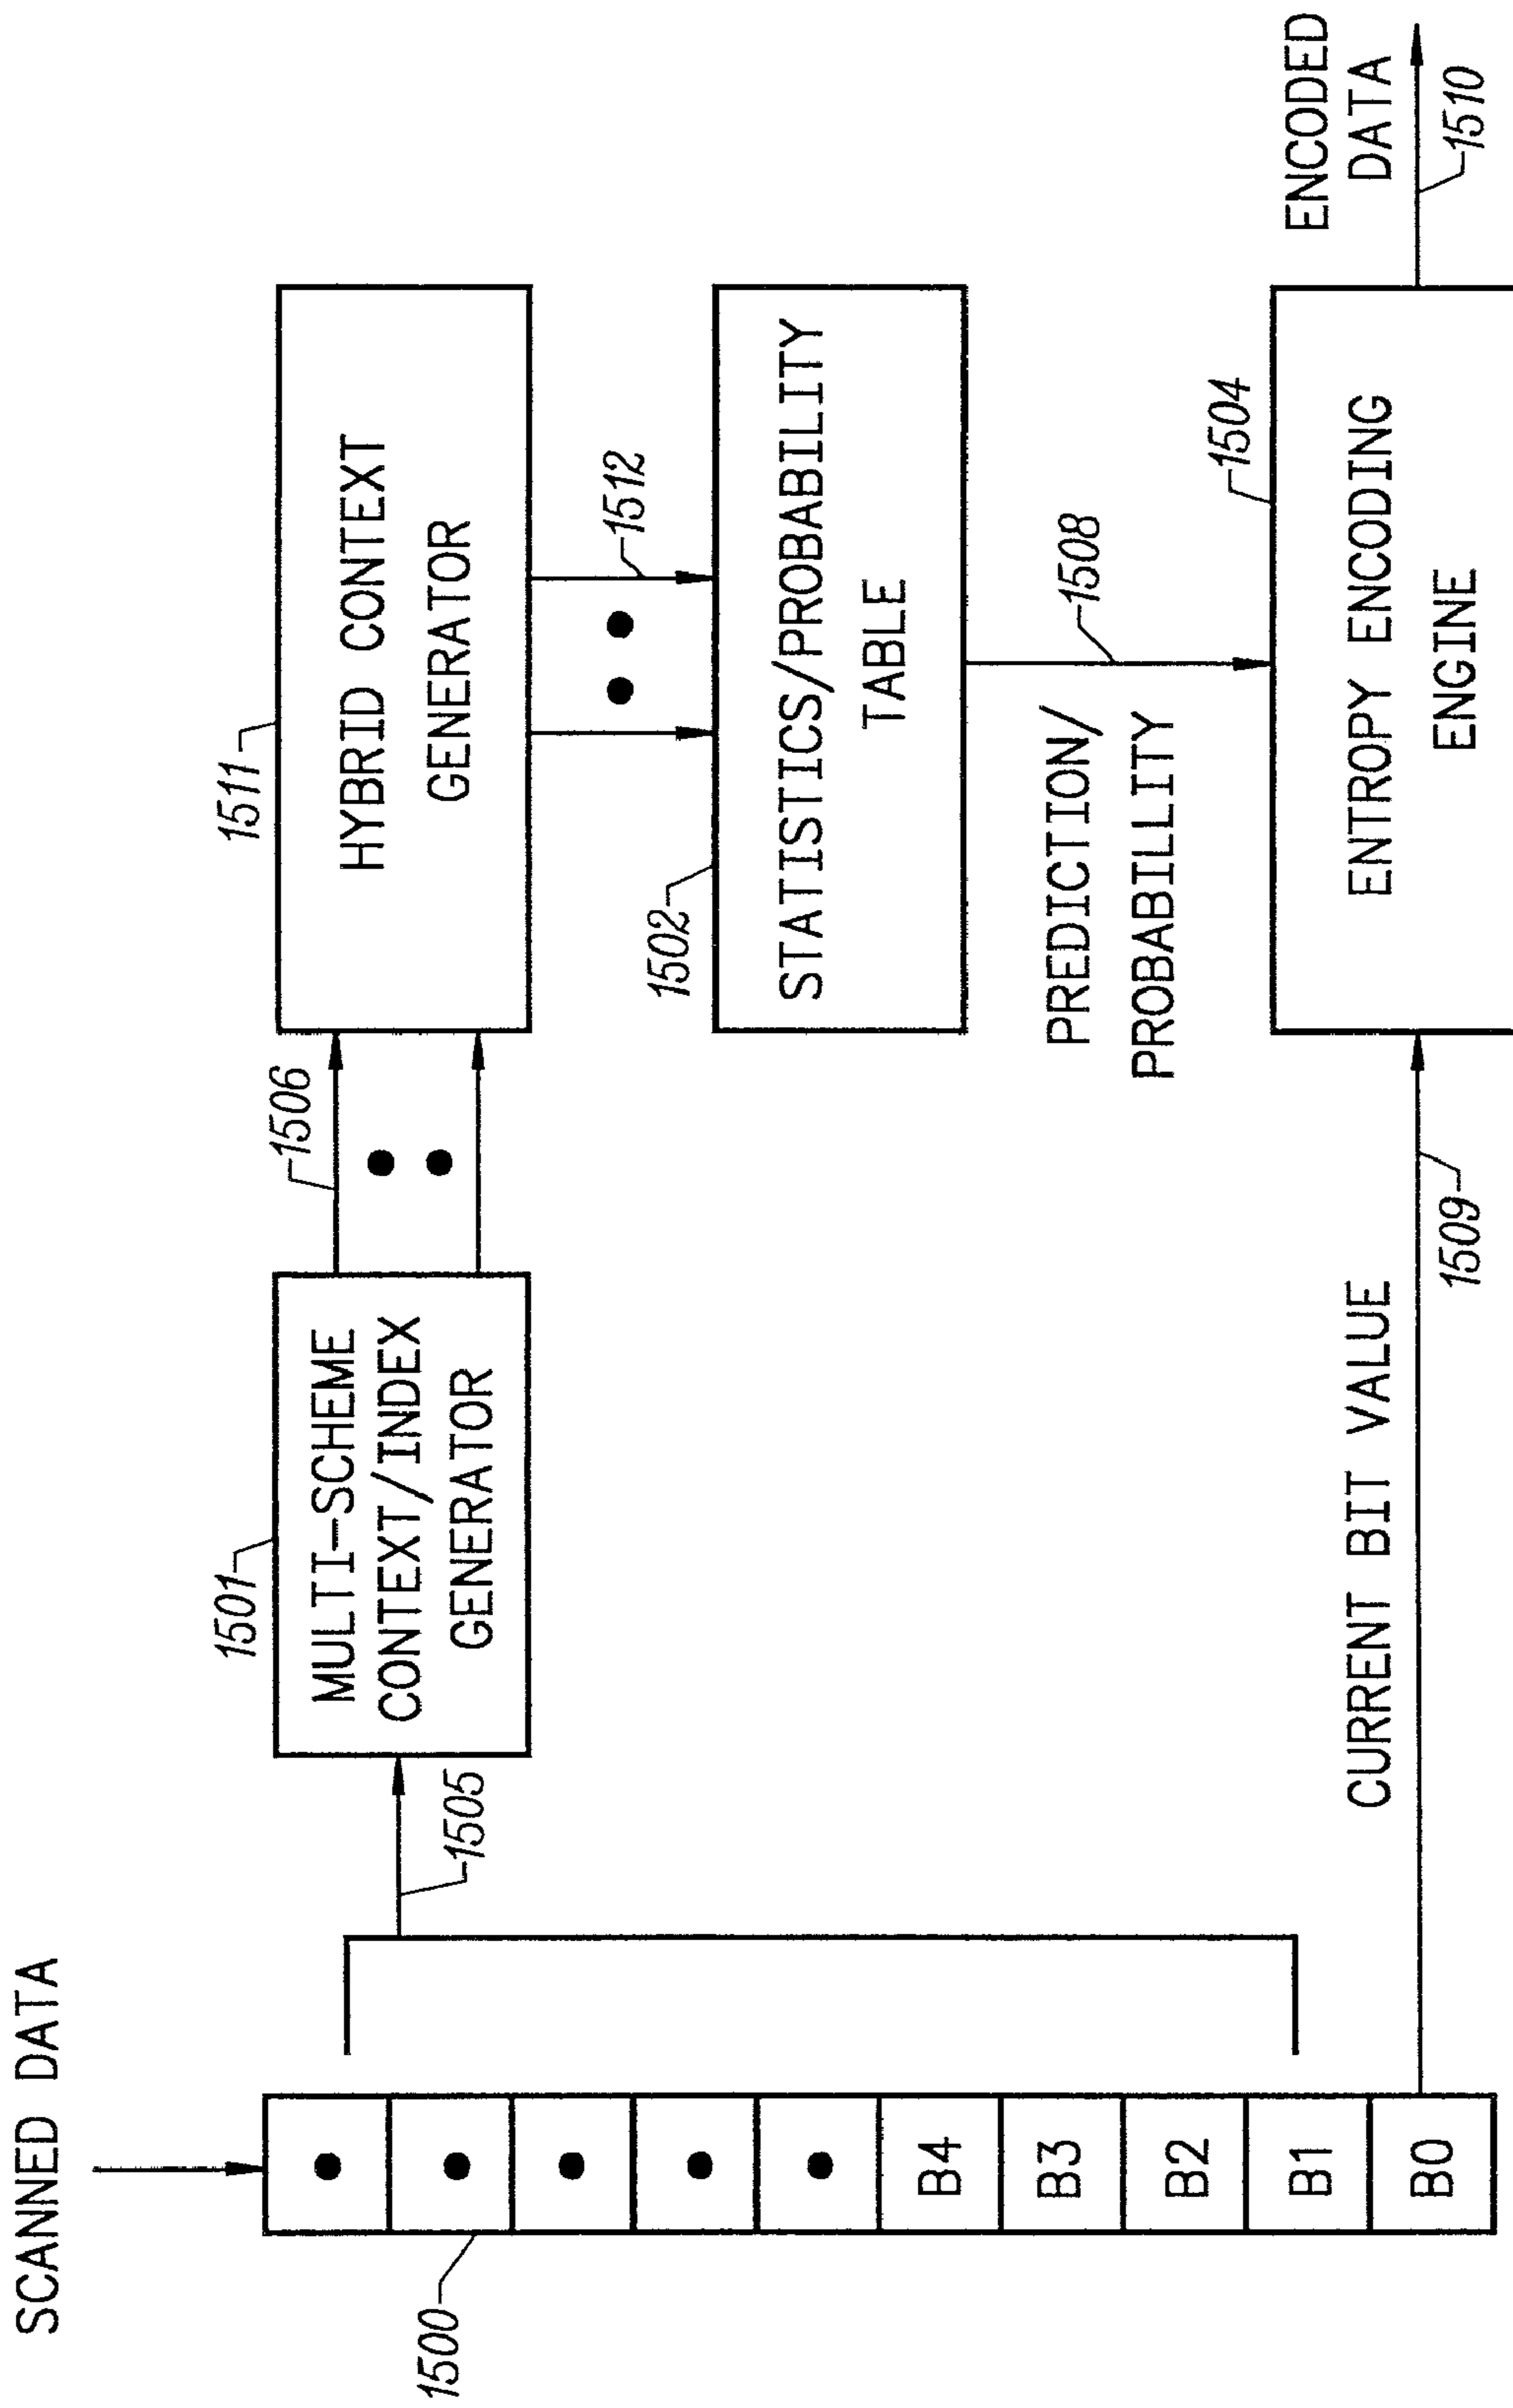 SCANNED DATA
1500
B4
B3
B2
B1
B0
1505
1501
MULTI-SCHEME
CONTEXT/INDEX
GENERATOR
1506
1511
HYBRID CONTEXT
GENERATOR
1512
1502
STATISTICS/PROBABILITY
TABLE
PREDICTION/
PROBABILLITY
1508
CURRENT BIT VALUE
1509
1504
ENTROPY ENCODING
ENGINE
ENCODED
DATA
1510